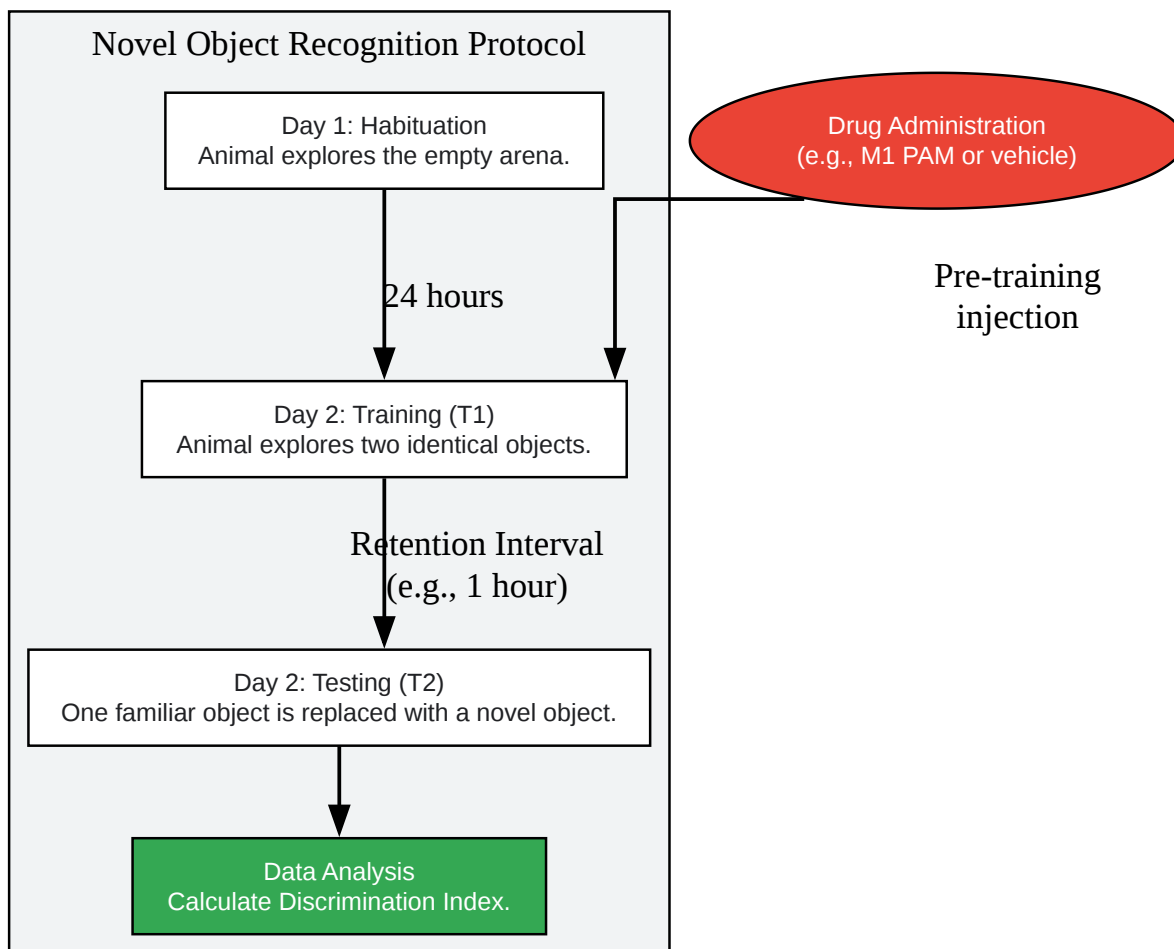 Novel Object Recognition Protocol
Day 1: Habituation
Animal explores the empty arena.
Drug Administration
(e.g., M1 PAM or vehicle)
24 hours
Pre-training
injection
Day 2: Training (T1)
Animal explores two identical objects.
Retention Interval
(e.g., 1 hour)
Day 2: Testing (T2)
One familiar object is replaced with a novel object.
Data Analysis
Calculate Discrimination Index.